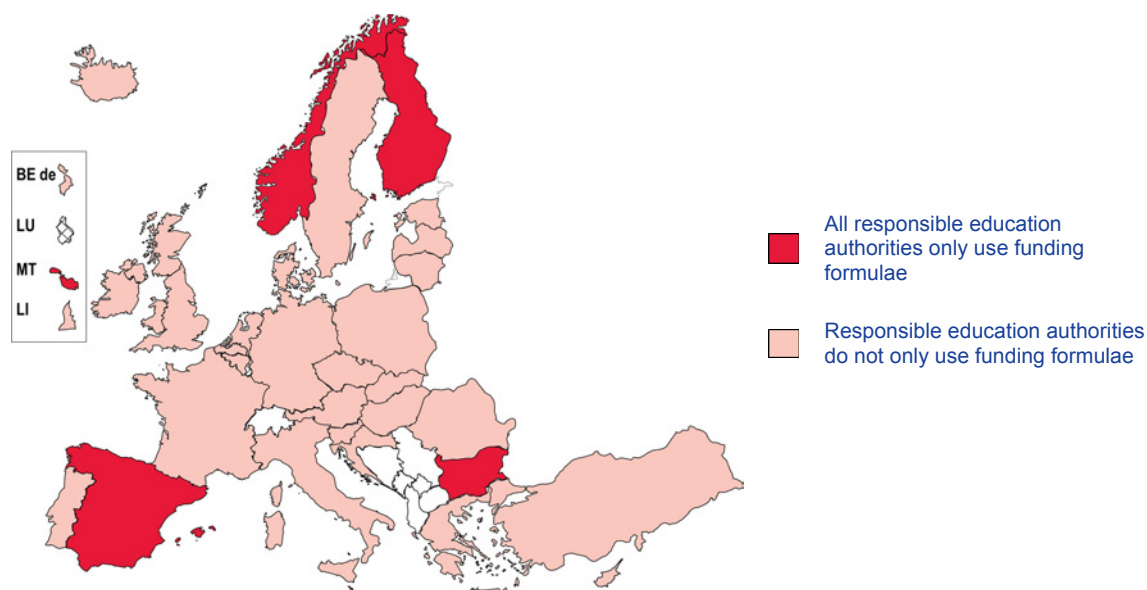 BE de
LU
MT
LI
All responsible education
authorities only use funding
formulae
Responsible education authorities
do not only use funding formulae